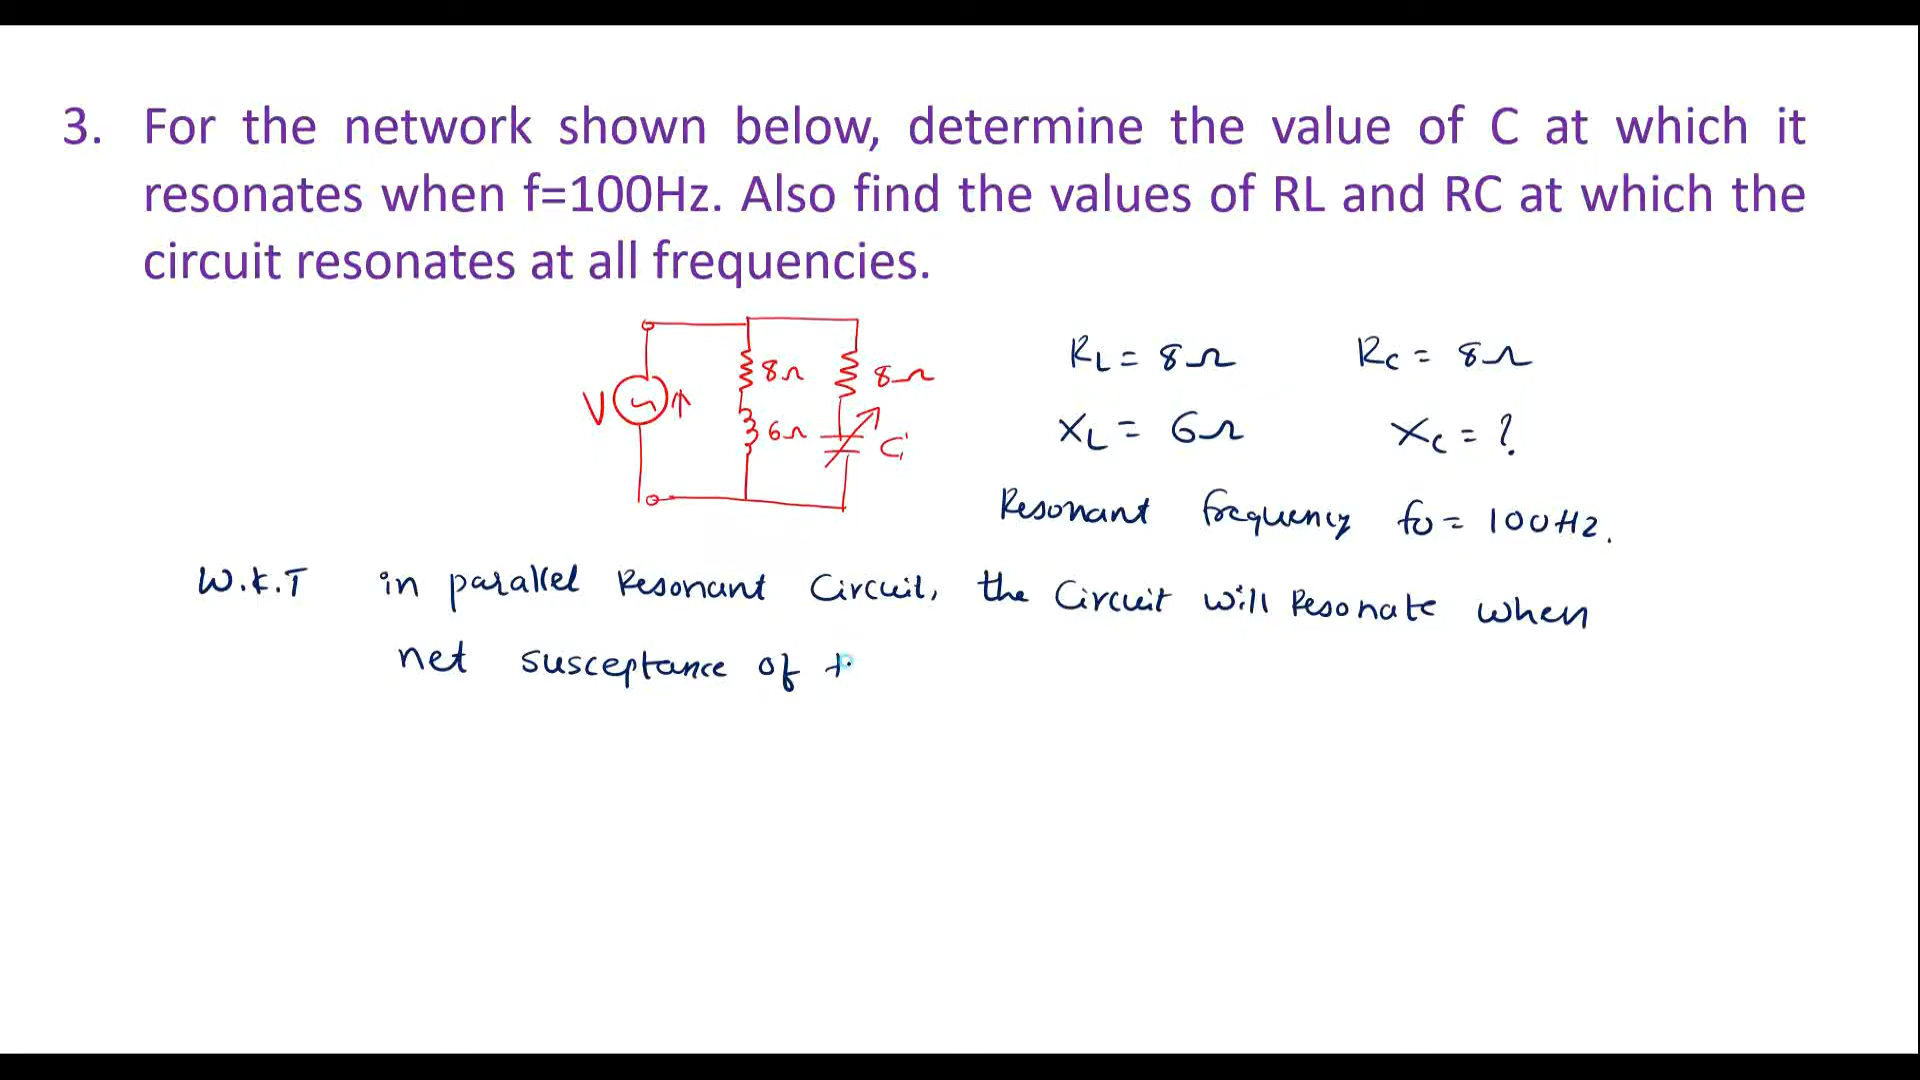 3. For the network shown below, determine the value of C at which it
resonates when f=100Hz. Also find the values of RL and RC at which the
circuit resonates at all frequencies.
V 8Ω 8Ω
6Ω C
RL = 8Ω RC = 8Ω
XL = 6Ω XC = ?
Resonant frequency fo = 100Hz.
W.K.T in parallel Resonant Circuit, the Circuit will Resonate when
net susceptance of t